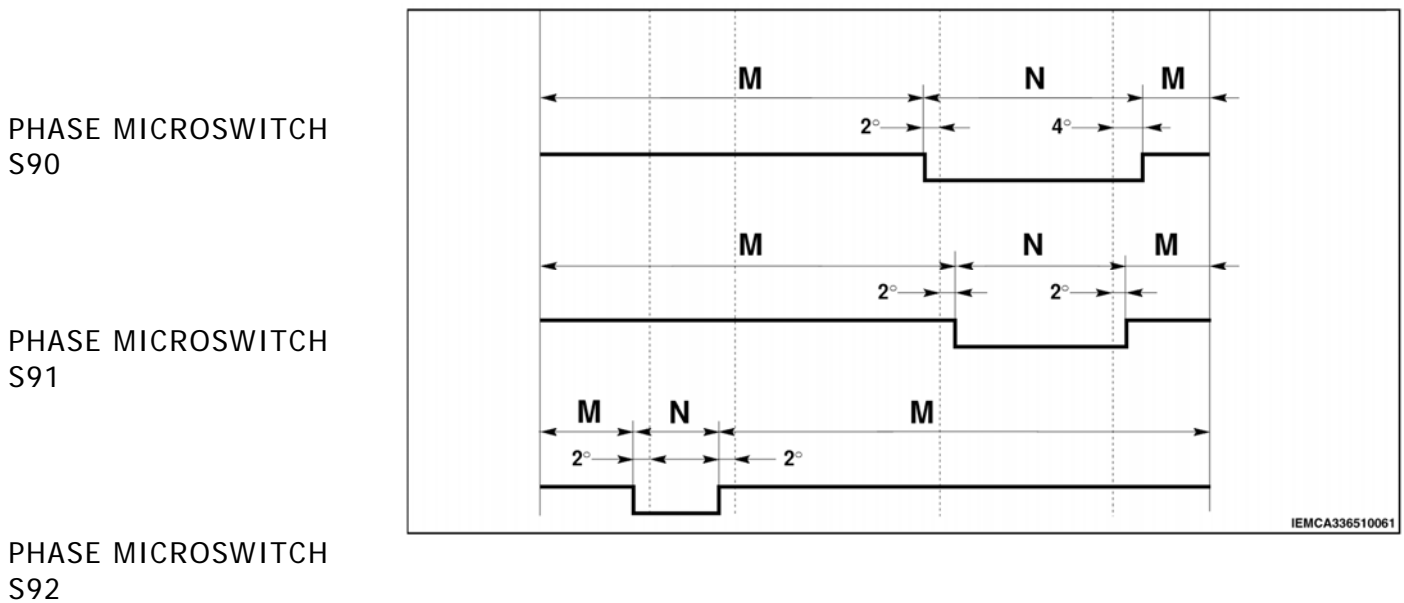 M N M
2° 4°
PHASE MICROSWITCH
S90
M N M
2° 2°
PHASE MICROSWITCH
S91
M N M
2° 2°
IEMCA336510061
PHASE MICROSWITCH
S92